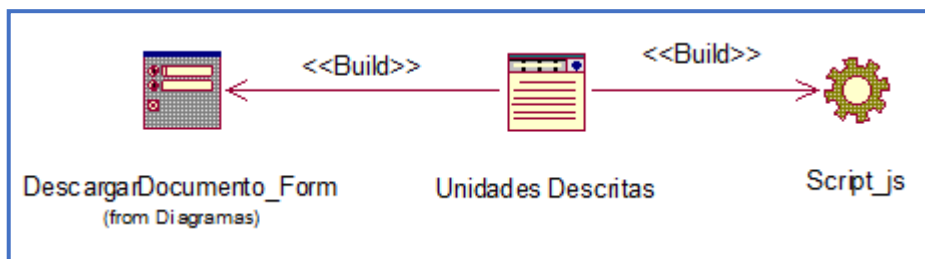 <<Build>>
<<Build>>
DescargarDocumento_Form
(from Diagramas)
Unidades Descritas
Script_js